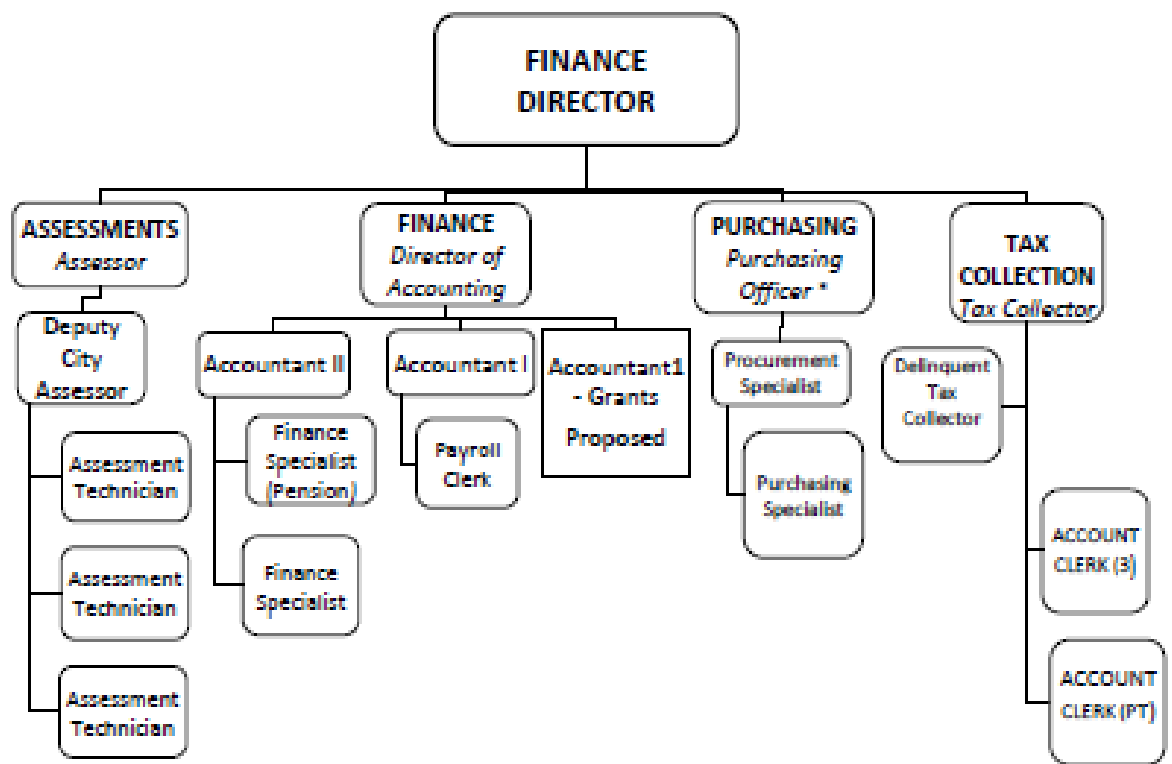 FINANCE
DIRECTOR
ASSESSMENTS
Assessor
Deputy
City
Assessor
Assessment
Technician
Assessment
Technician
Assessment
Technician
FINANCE
Director of
Accounting
Accountant II
Finance
Specialist
(Pension)
Finance
Specialist
Accountant I
Payroll
Clerk
Accountant1
- Grants
Proposed
PURCHASING
Purchasing
Officer *
Procurement
Specialist
Purchasing
Specialist
TAX
COLLECTION
Tax Collector
Delinquent
Tax
Collector
ACCOUNT
CLERK (3)
ACCOUNT
CLERK (PT)